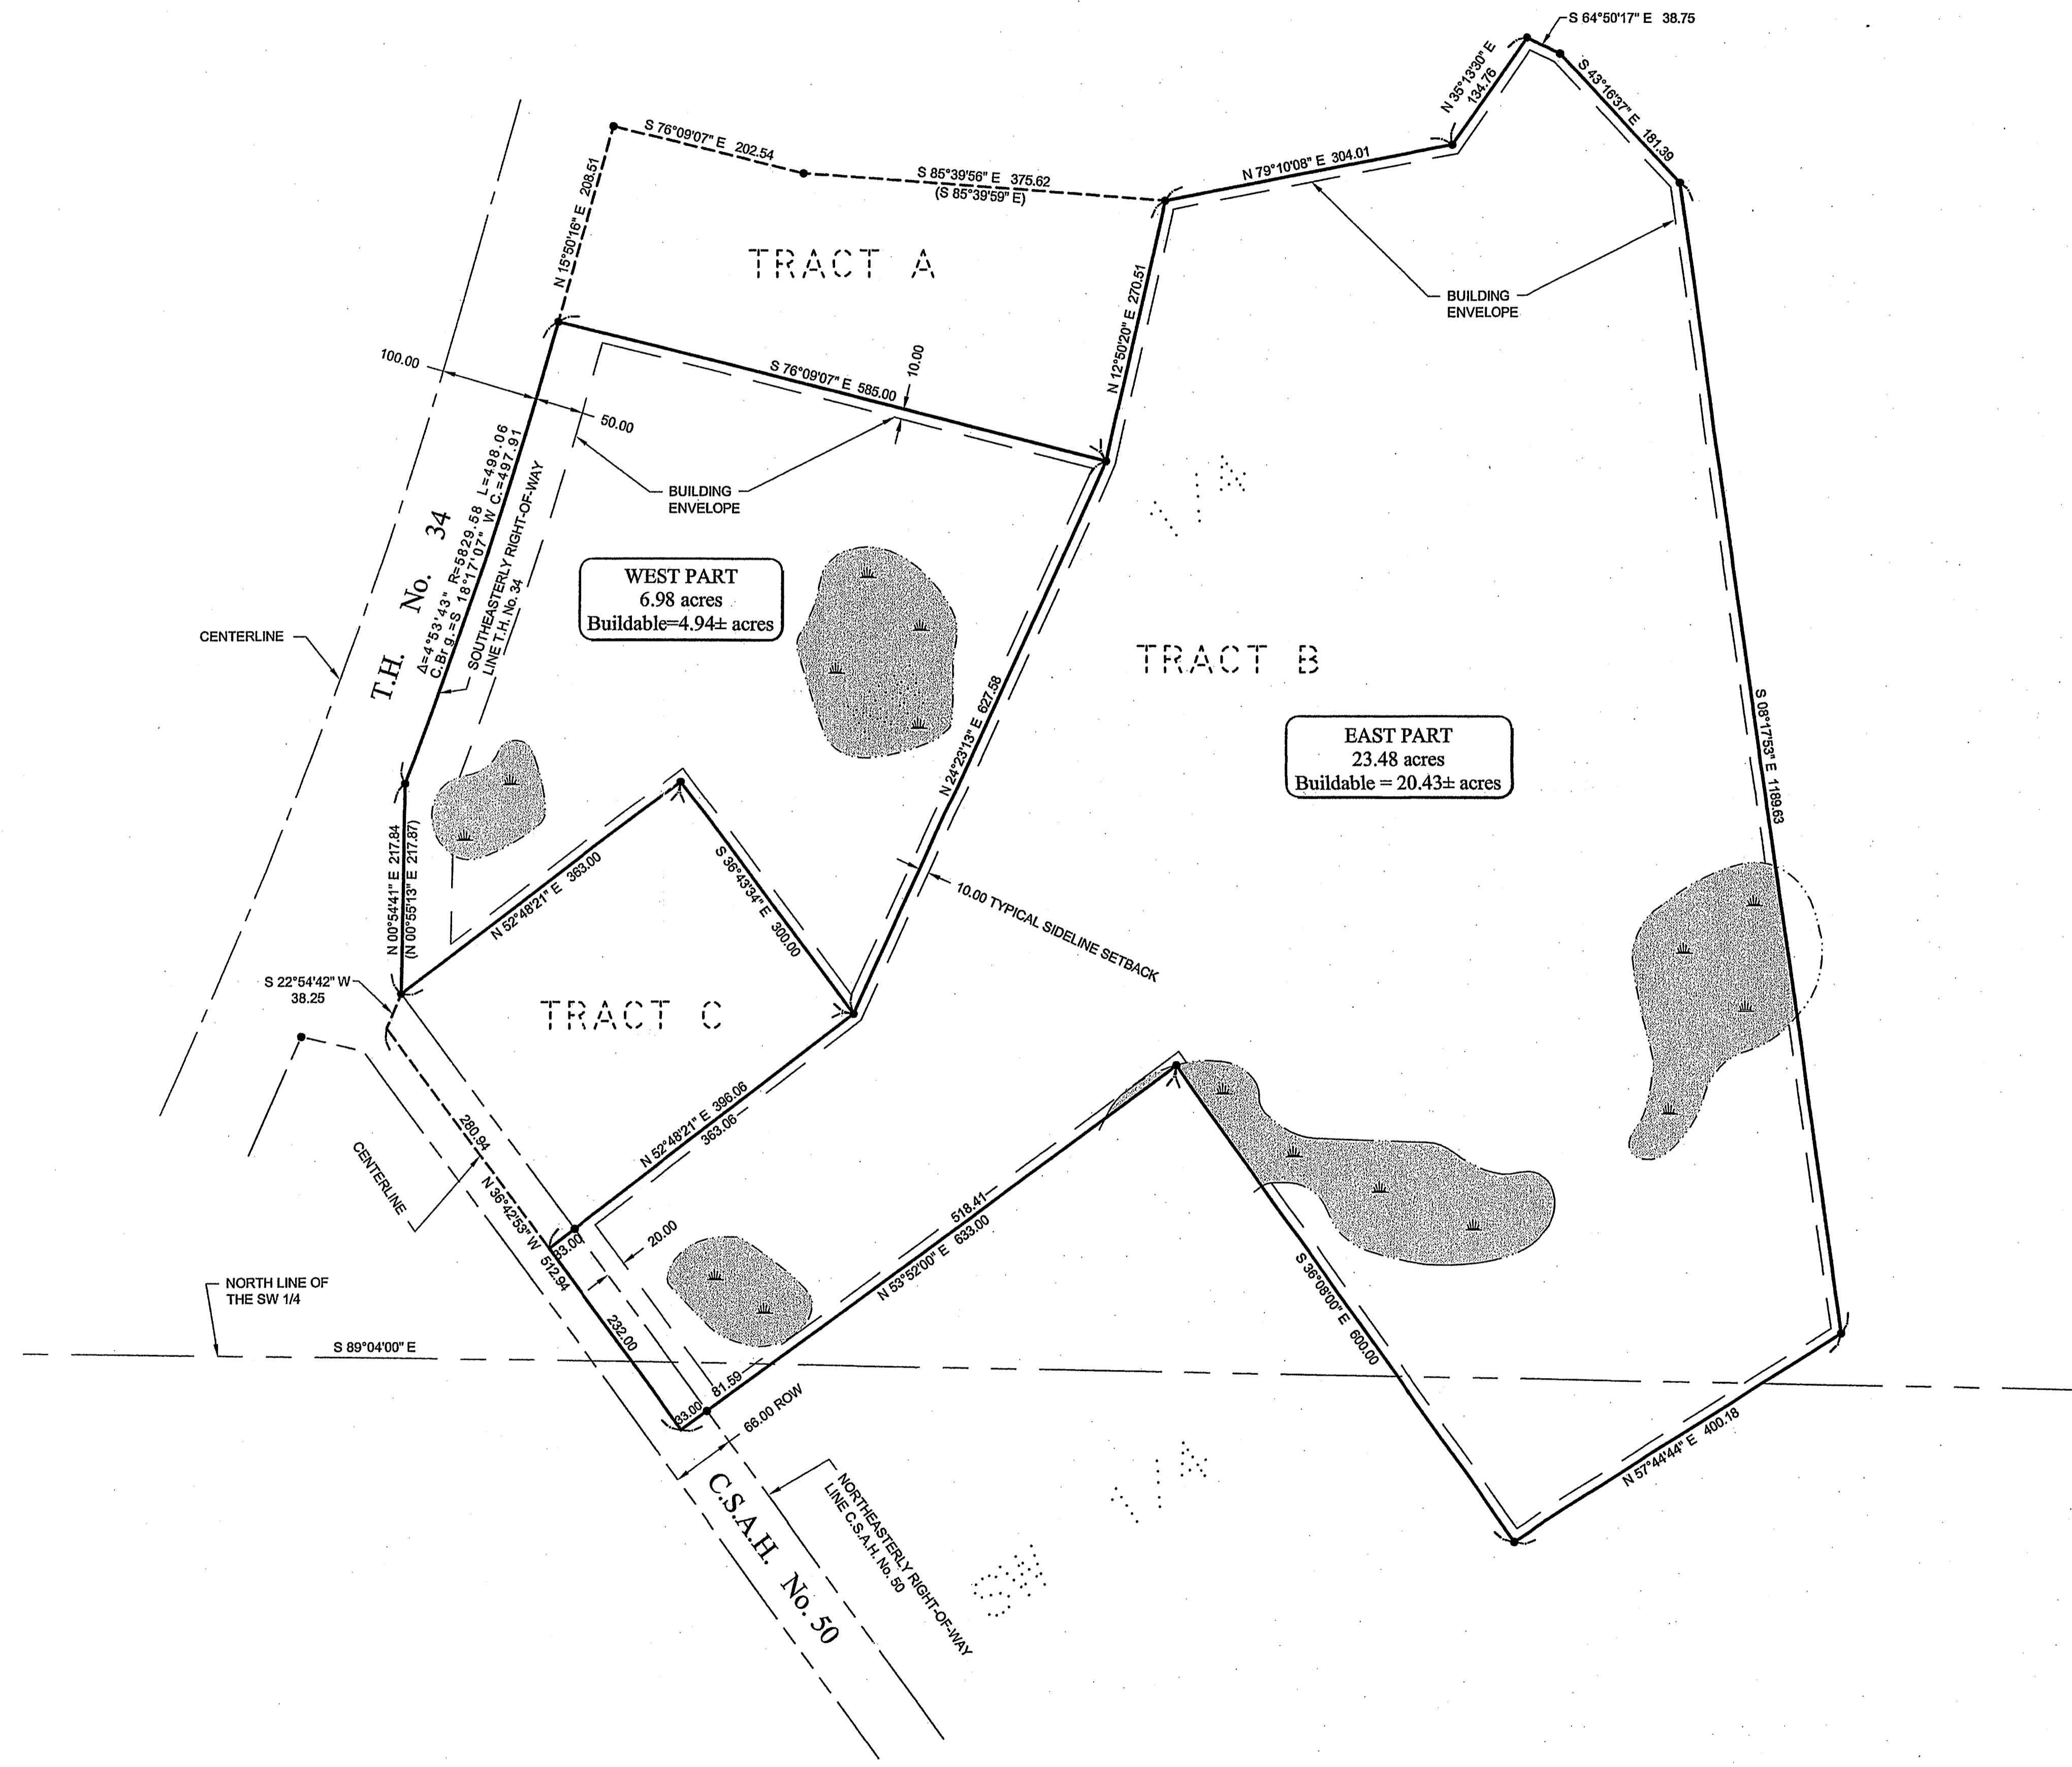 S 64°50'17" E 38.75
N 35°13'30" E
134.76
S 43°16'37" E 181.39
S 76°09'07" E 202.54
N 15°50'16" E 208.51
S 85°39'56" E 375.62
(S 85°39'59" E)
N 79°10'08" E 304.01
TRACT A
N 12°50'20" E 270.51
BUILDING
ENVELOPE
100.00
S 76°09'07" E 585.00
10.00
50.00
BUILDING
ENVELOPE
T.H. No. 34
Δ=4°53'43" R=5829.58 L=498.06
C.Brg.=S 18°17'07" W C.=497.91
SOUTHEASTERLY RIGHT-OF-WAY
LINE T.H. No. 34
1/4
WEST PART
6.98 acres
Buildable=4.94± acres
CENTERLINE
TRACT B
N 24°23'13" E 627.58
EAST PART
23.48 acres
Buildable = 20.43± acres
S 08°17'53" E 1189.63
N 00°54'41" E 217.84
(N 00°55'13" E 217.87)
N 52°48'21" E 363.00
S 36°43'34" E 300.00
10.00 TYPICAL SIDELINE SETBACK
S 22°54'42" W
38.25
TRACT C
280.94
CENTERLINE
N 36°42'53" W 512.94
N 52°48'21" E 396.06
363.06
33.00
20.00
518.41
N 53°52'00" E 633.00
232.00
NORTH LINE OF
THE SW 1/4
S 89°04'00" E
81.59
33.00
66.00 ROW
S 36°08'00" E 600.00
N 57°44'44" E 400.18
C.S.A.H. No. 50
NORTHEASTERLY RIGHT-OF-WAY
LINE C.S.A.H. No. 50
SW 1/4